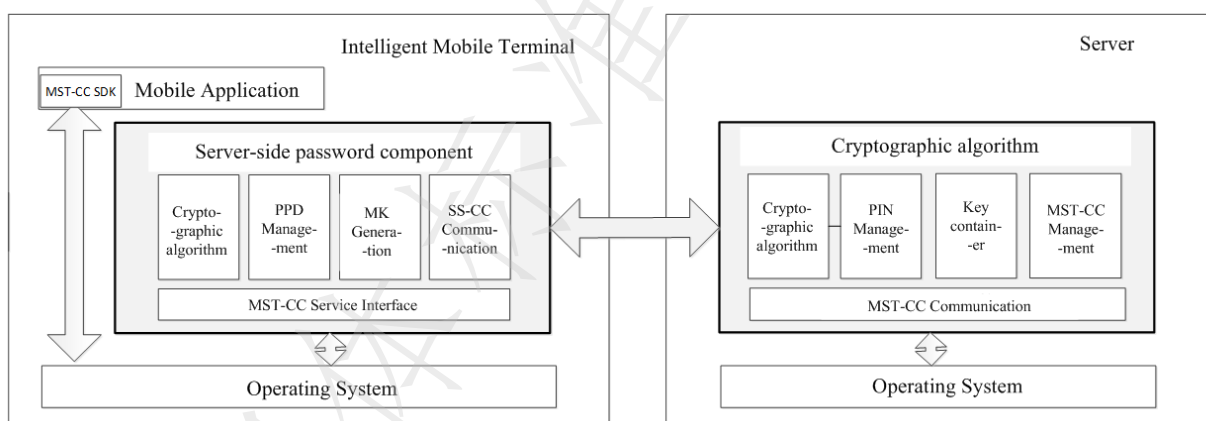 Intelligent Mobile Terminal
MST-CC SDK
Mobile Application
Server-side password component
Crypto-
-graphic
algorithm
PPD
Manage-
-ment
MK
Genera-
-tion
SS-CC
Commu-
-nication
MST-CC Service Interface
Operating System
Server
Cryptographic algorithm
Crypto-
-graphic
algorithm
PIN
Manage-
-ment
Key
contain-
-er
MST-CC
Manage-
-ment
MST-CC Communication
Operating System